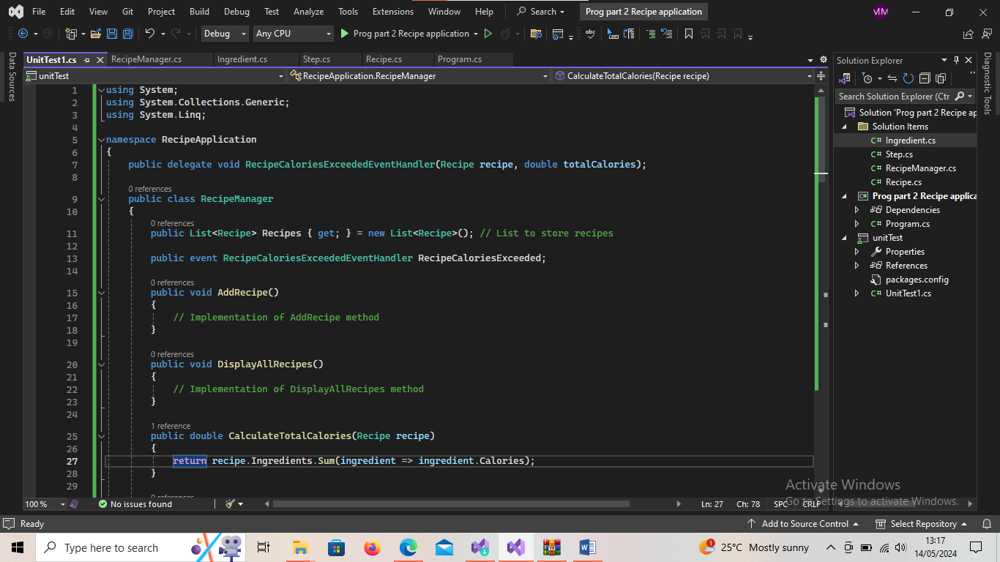 File Edit View Git Project Build Debug Test Analyze Tools Extensions Window Help Search Prog part 2 Recipe application MM
Debug Any CPU Prog part 2 Recipe application
Data Sources
UnitTest1.cs RecipeManager.cs Ingredient.cs Step.cs Recipe.cs Program.cs
unitTest RecipeApplication.RecipeManager CalculateTotalCalories(Recipe recipe)
1 using System;
2 using System.Collections.Generic;
3 using System.Linq;
4
5 namespace RecipeApplication
6 {
7 public delegate void RecipeCaloriesExceededEventHandler(Recipe recipe, double totalCalories);
8
0 references
9 public class RecipeManager
10 {
0 references
11 public List<Recipe> Recipes { get; } = new List<Recipe>(); // List to store recipes
12
13 public event RecipeCaloriesExceededEventHandler RecipeCaloriesExceeded;
14
0 references
15 public void AddRecipe()
16 {
17 // Implementation of AddRecipe method
18 }
19
0 references
20 public void DisplayAllRecipes()
21 {
22 // Implementation of DisplayAllRecipes method
23 }
24
1 reference
25 public double CalculateTotalCalories(Recipe recipe)
26 {
27 return recipe.Ingredients.Sum(ingredient => ingredient.Calories);
28 }
29
0 references
100 % No issues found Ln: 27 Ch: 78 SPC CRLF
Solution Explorer
Search Solution Explorer (Ctr
Solution 'Prog part 2 Recipe ap
Solution Items
C# Ingredient.cs
C# Step.cs
C# RecipeManager.cs
C# Recipe.cs
C# Prog part 2 Recipe applica
Dependencies
C# Program.cs
unitTest
Properties
References
packages.config
C# UnitTest1.cs
Diagnostic Tools
Activate Windows
Go to Settings to activate Windows.
Ready Add to Source Control Select Repository
Type here to search 1 25°C Mostly sunny 13:17
14/05/2024